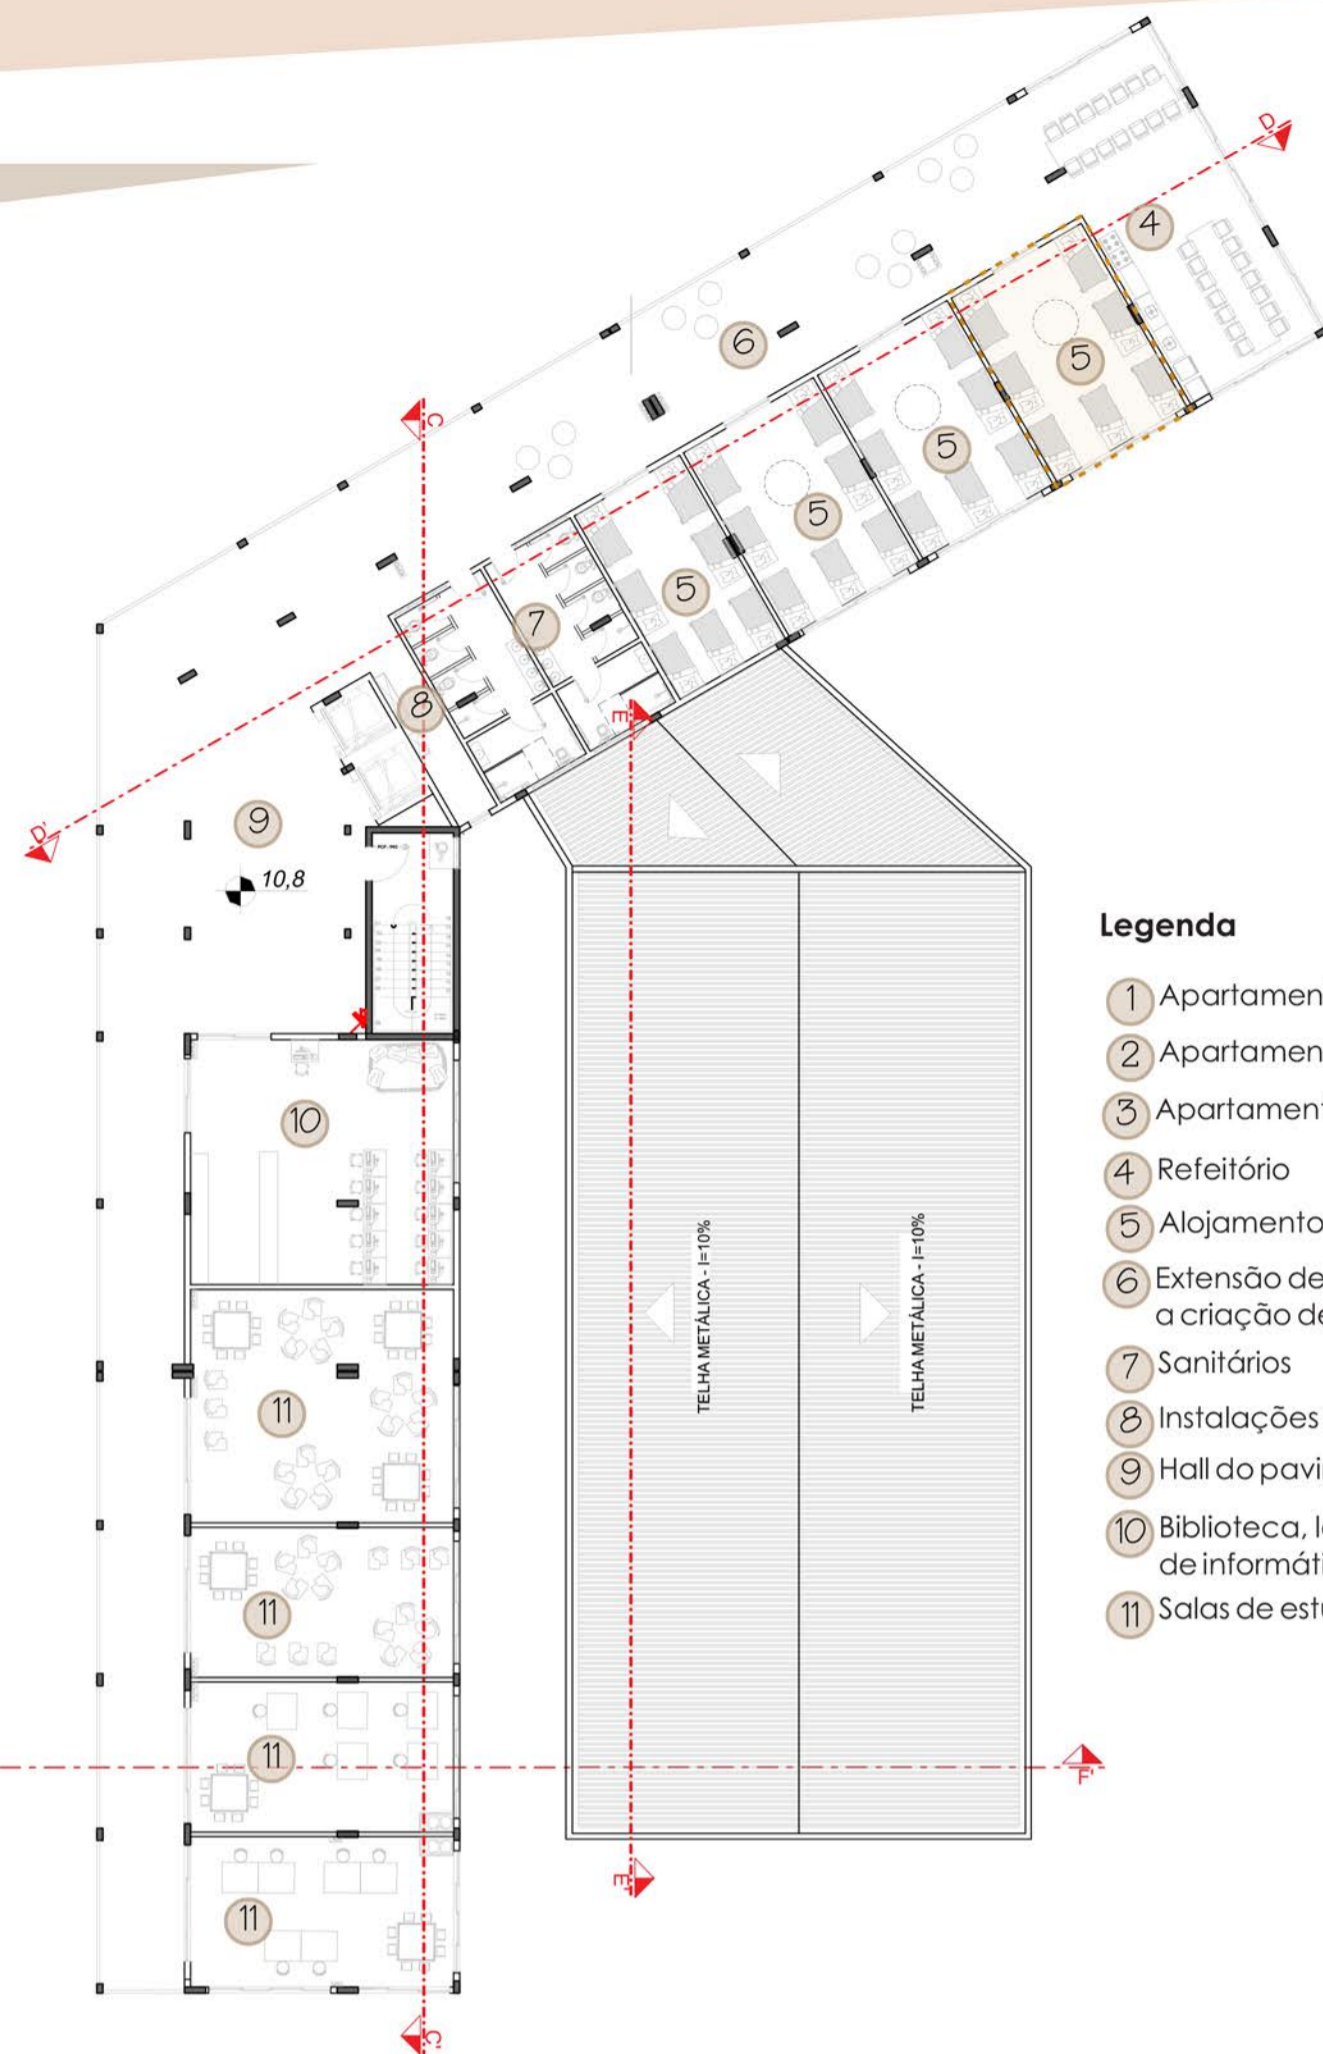 D
4
5
6
C
5
5
5
7
8
E
9
D'
10,8
10
TELHA METÁLICA - I=10%
TELHA METÁLICA - I=10%
11
11
11
F'
E'
11
C'
Legenda
1 Apartamen
2 Apartamen
3 Apartament
4 Refeitório
5 Alojamento
6 Extensão de
a criação de
7 Sanitários
8 Instalações
9 Hall do pavi
10 Biblioteca, l
de informáti
11 Salas de est